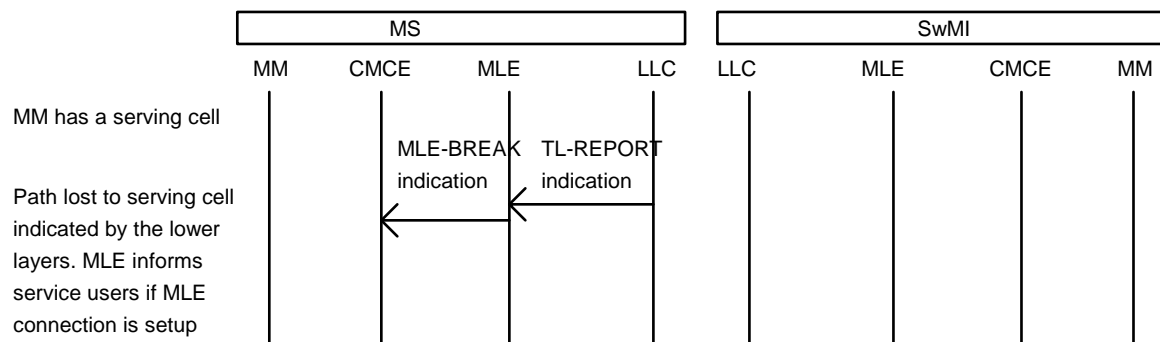 MS SwMI
MM CMCE MLE LLC LLC MLE CMCE MM
MM has a serving cell
MLE-BREAK TL-REPORT
indication indication
Path lost to serving cell
indicated by the lower
layers. MLE informs
service users if MLE
connection is setup